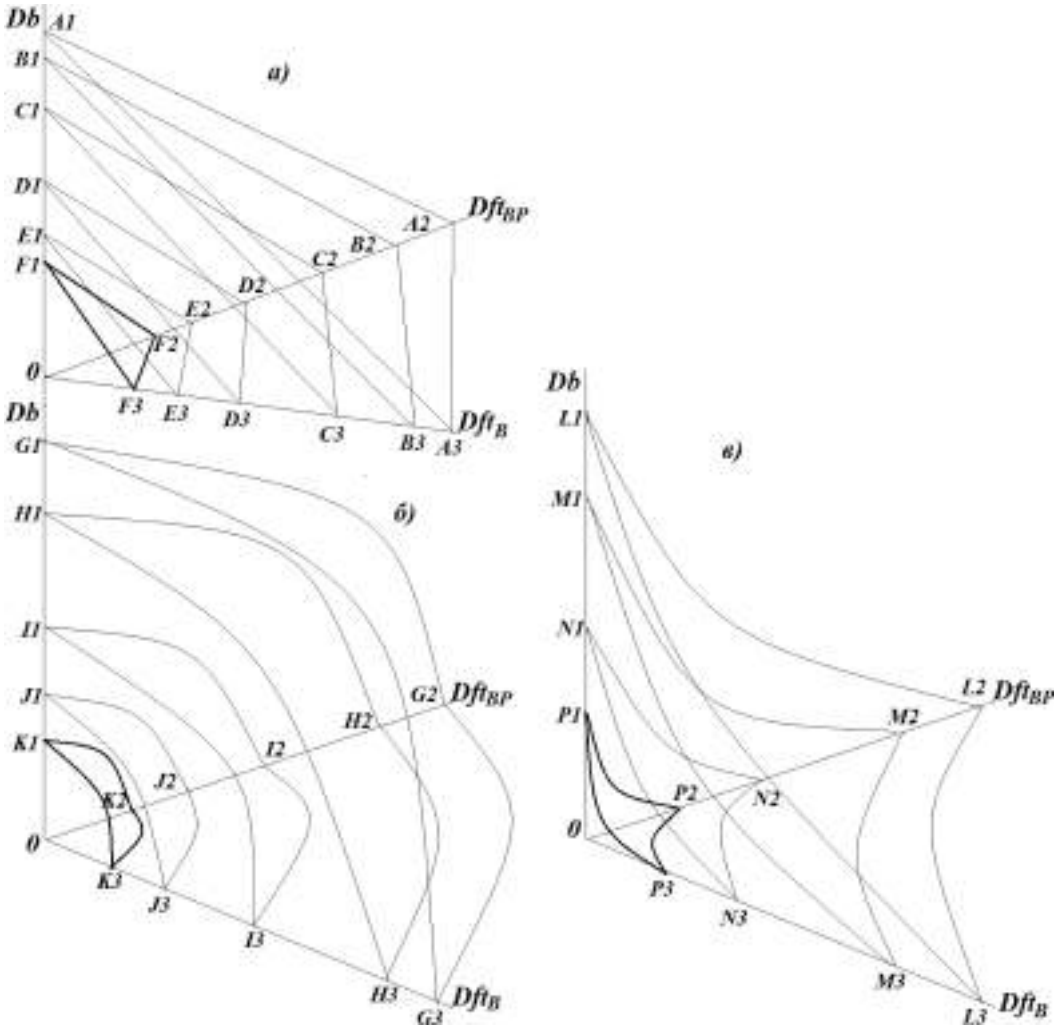 Db
A1
B1
а)
C1
D1
Dft_BP
A2
B2
E1
C2
F1
D2
E2
F2
0
F3
E3
D3
C3
B3
A3
Dft_B
Db
G1
H1
б)
I1
J1
G2
Dft_BP
H2
K1
I2
J2
K2
0
K3
J3
I3
H3
G3
Dft_B
Db
L1
в)
M1
N1
L2
Dft_BP
P1
M2
P2
N2
0
P3
N3
M3
L3
Dft_B